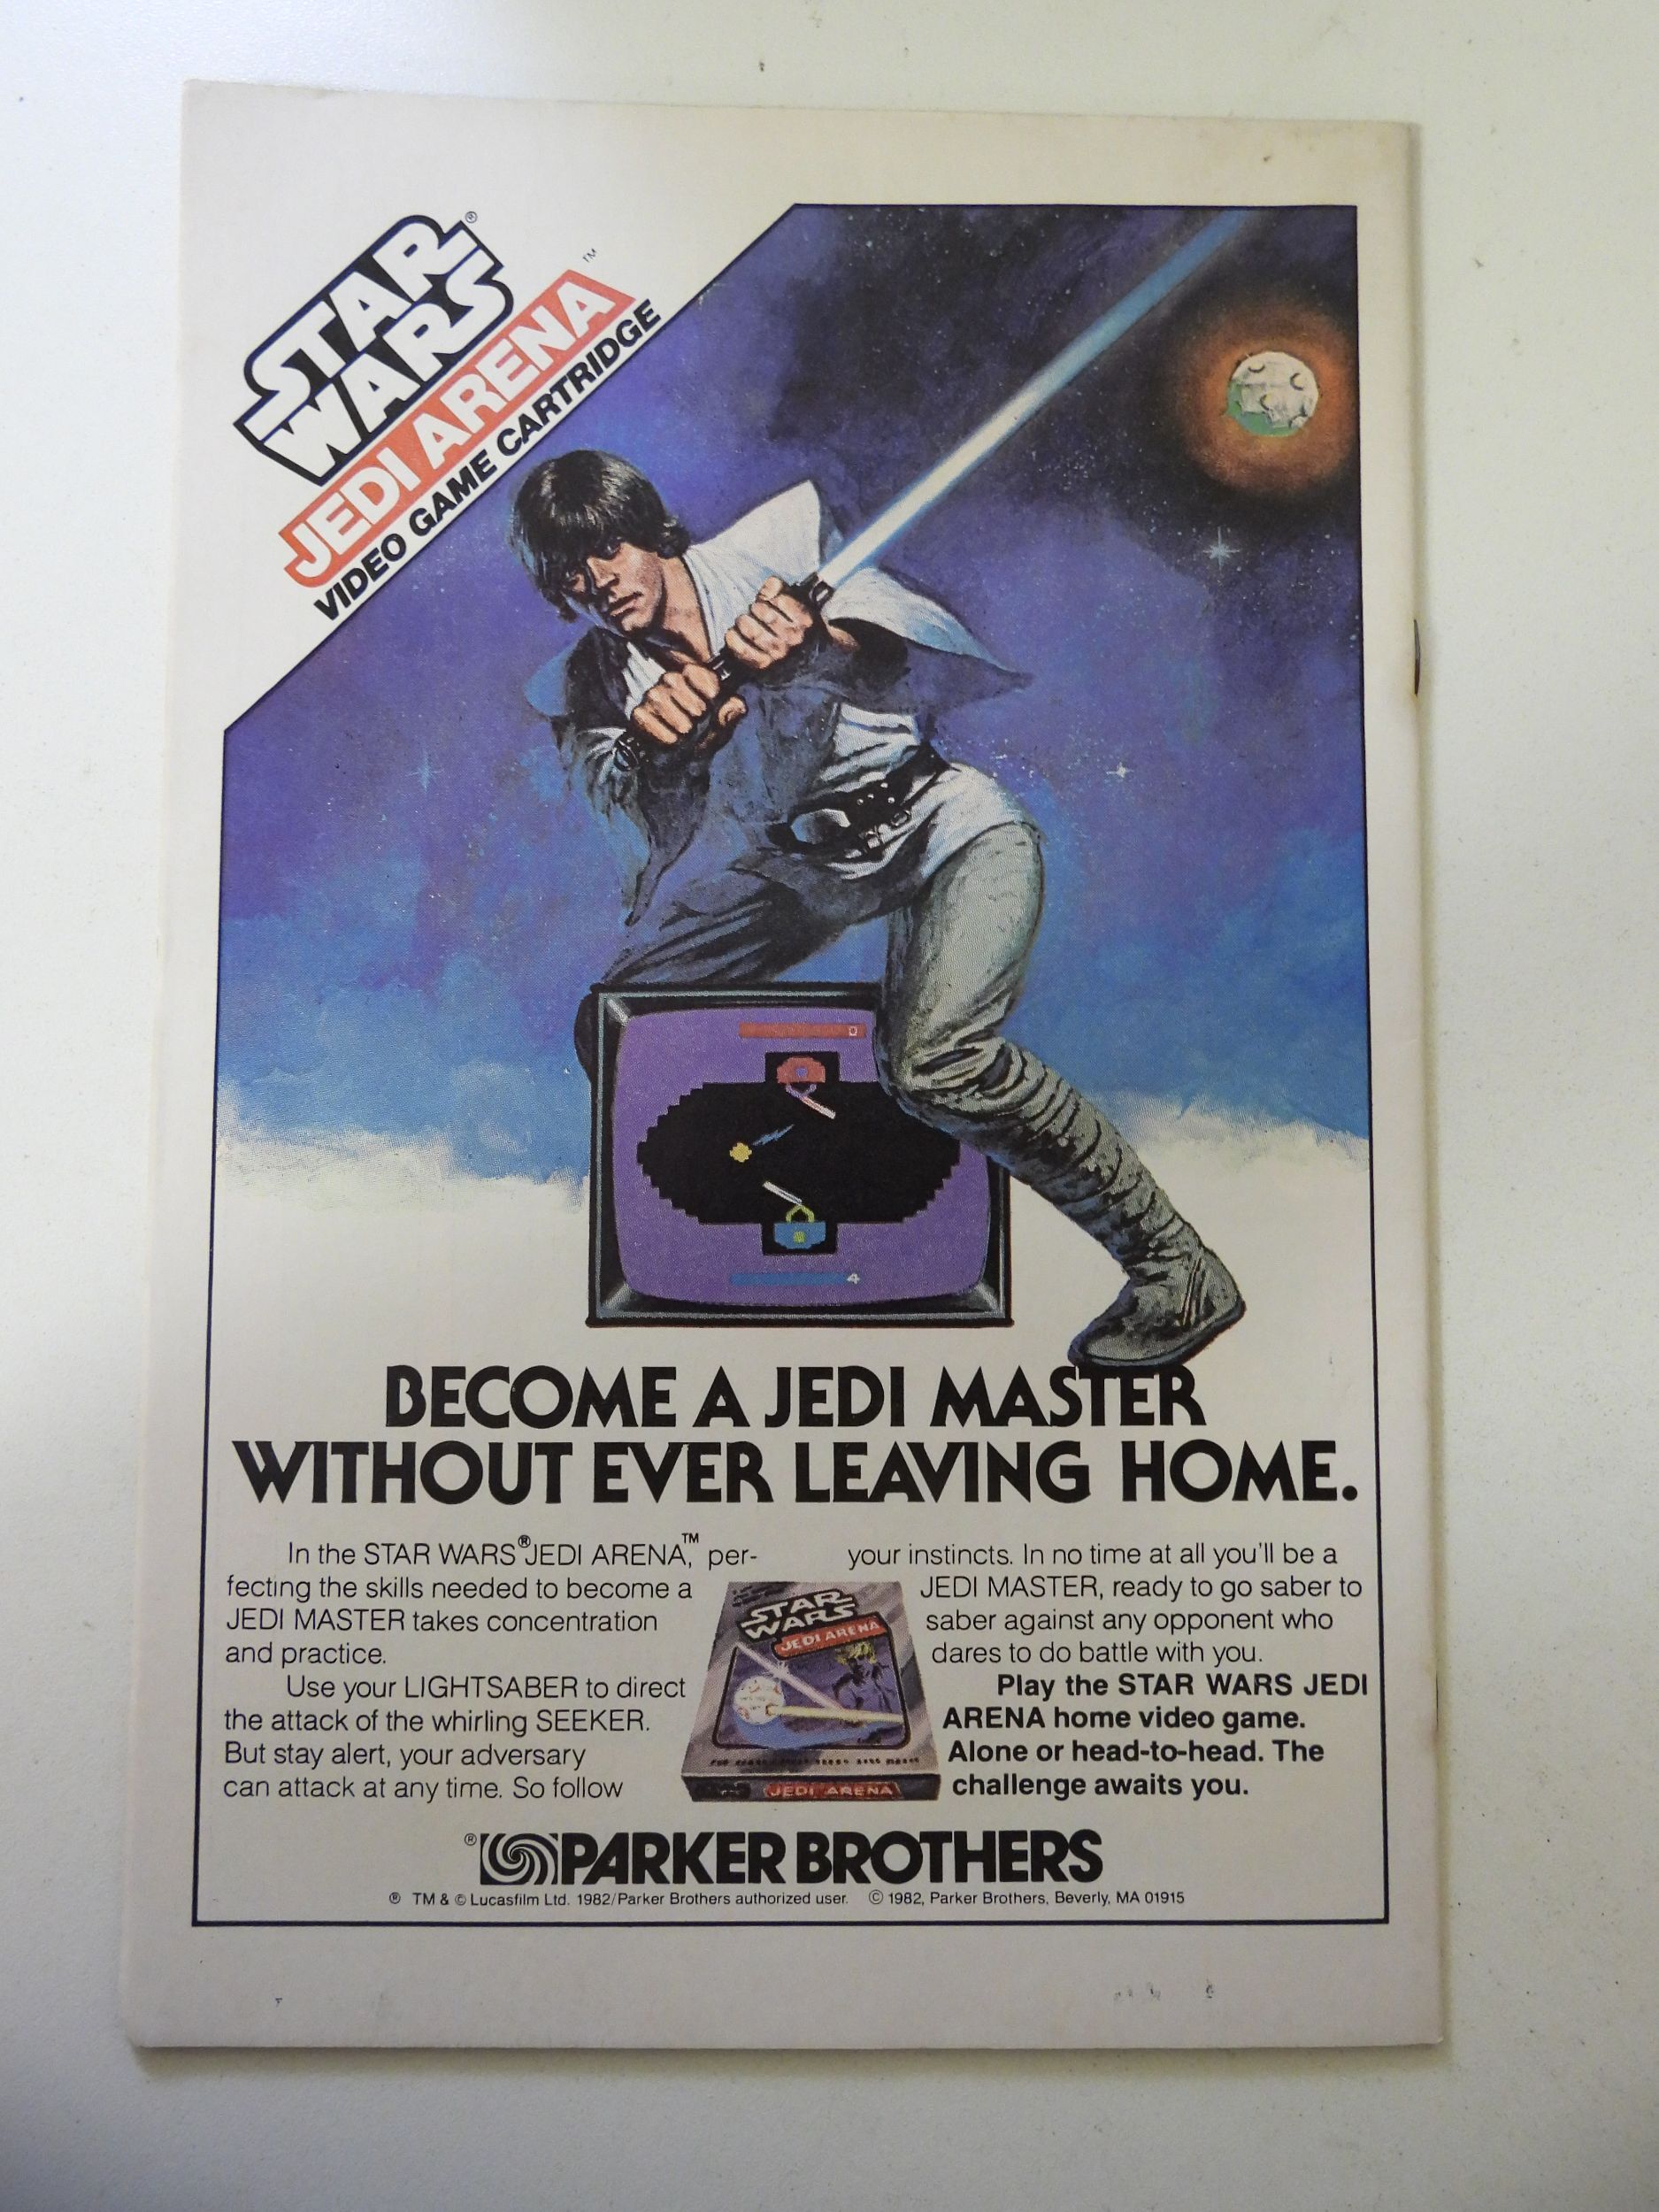 STAR ®
WARS
JEDI ARENA ™
VIDEO GAME CARTRIDGE
0
4
BECOME A JEDI MASTER
WITHOUT EVER LEAVING HOME.
In the STAR WARS® JEDI ARENA,™ per-
fecting the skills needed to become a
JEDI MASTER takes concentration
and practice.
Use your LIGHTSABER to direct
the attack of the whirling SEEKER.
But stay alert, your adversary
can attack at any time. So follow
STAR
WARS
JEDI ARENA
JEDI ARENA
your instincts. In no time at all you'll be a
JEDI MASTER, ready to go saber to
saber against any opponent who
dares to do battle with you.
Play the STAR WARS JEDI
ARENA home video game.
Alone or head-to-head. The
challenge awaits you.
® PARKER BROTHERS
® TM & © Lucasfilm Ltd. 1982/Parker Brothers authorized user. © 1982, Parker Brothers, Beverly, MA 01915